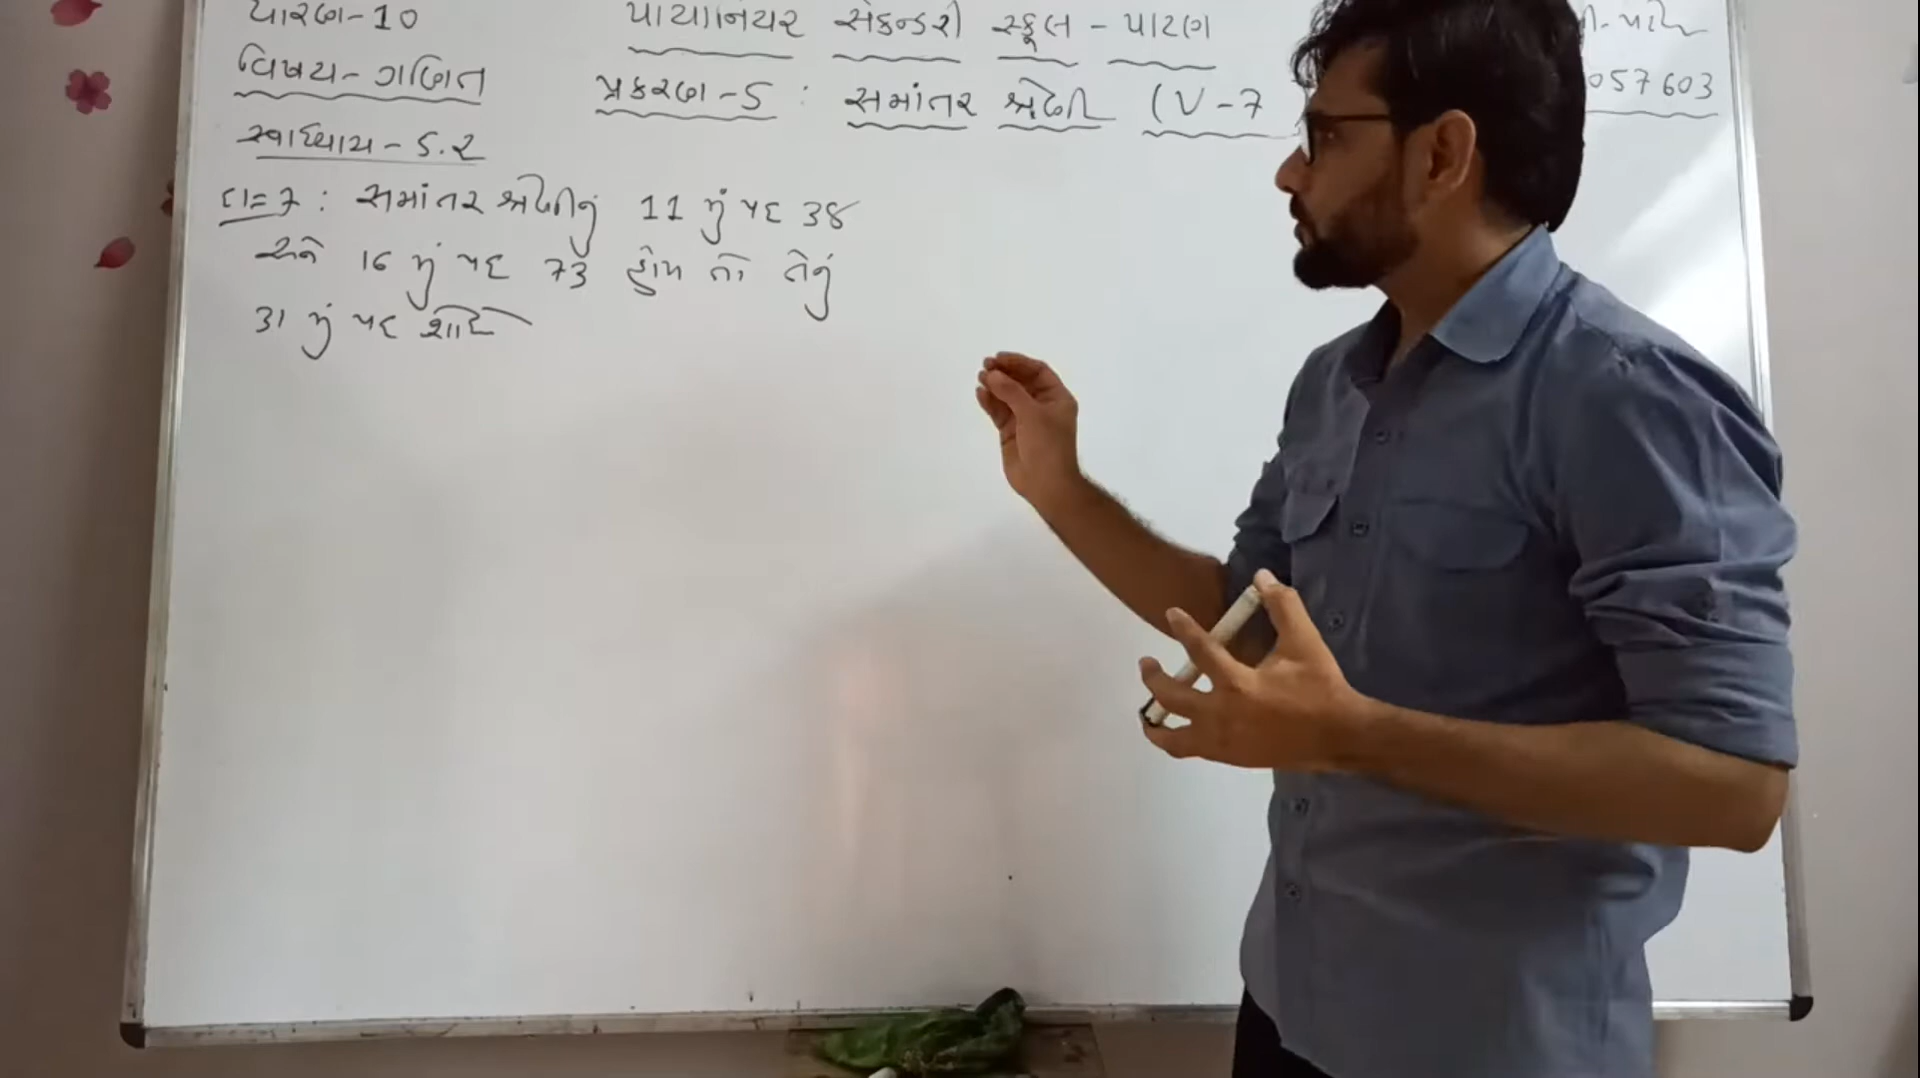 ધોરણ-10
પાયોનિયર સેકન્ડરી સ્કૂલ - પાટણ
વિષય- ગણિત
પ્રકરણ-5 : સમાંતર શ્રેણી (V-7
057603
સ્વાધ્યાય- 5.2
દા=7 : સમાંતર શ્રેણીનું 11 મું પદ 38
અને 16 મું પદ 73 હોય તો તેનું
31 મું પદ શોધો